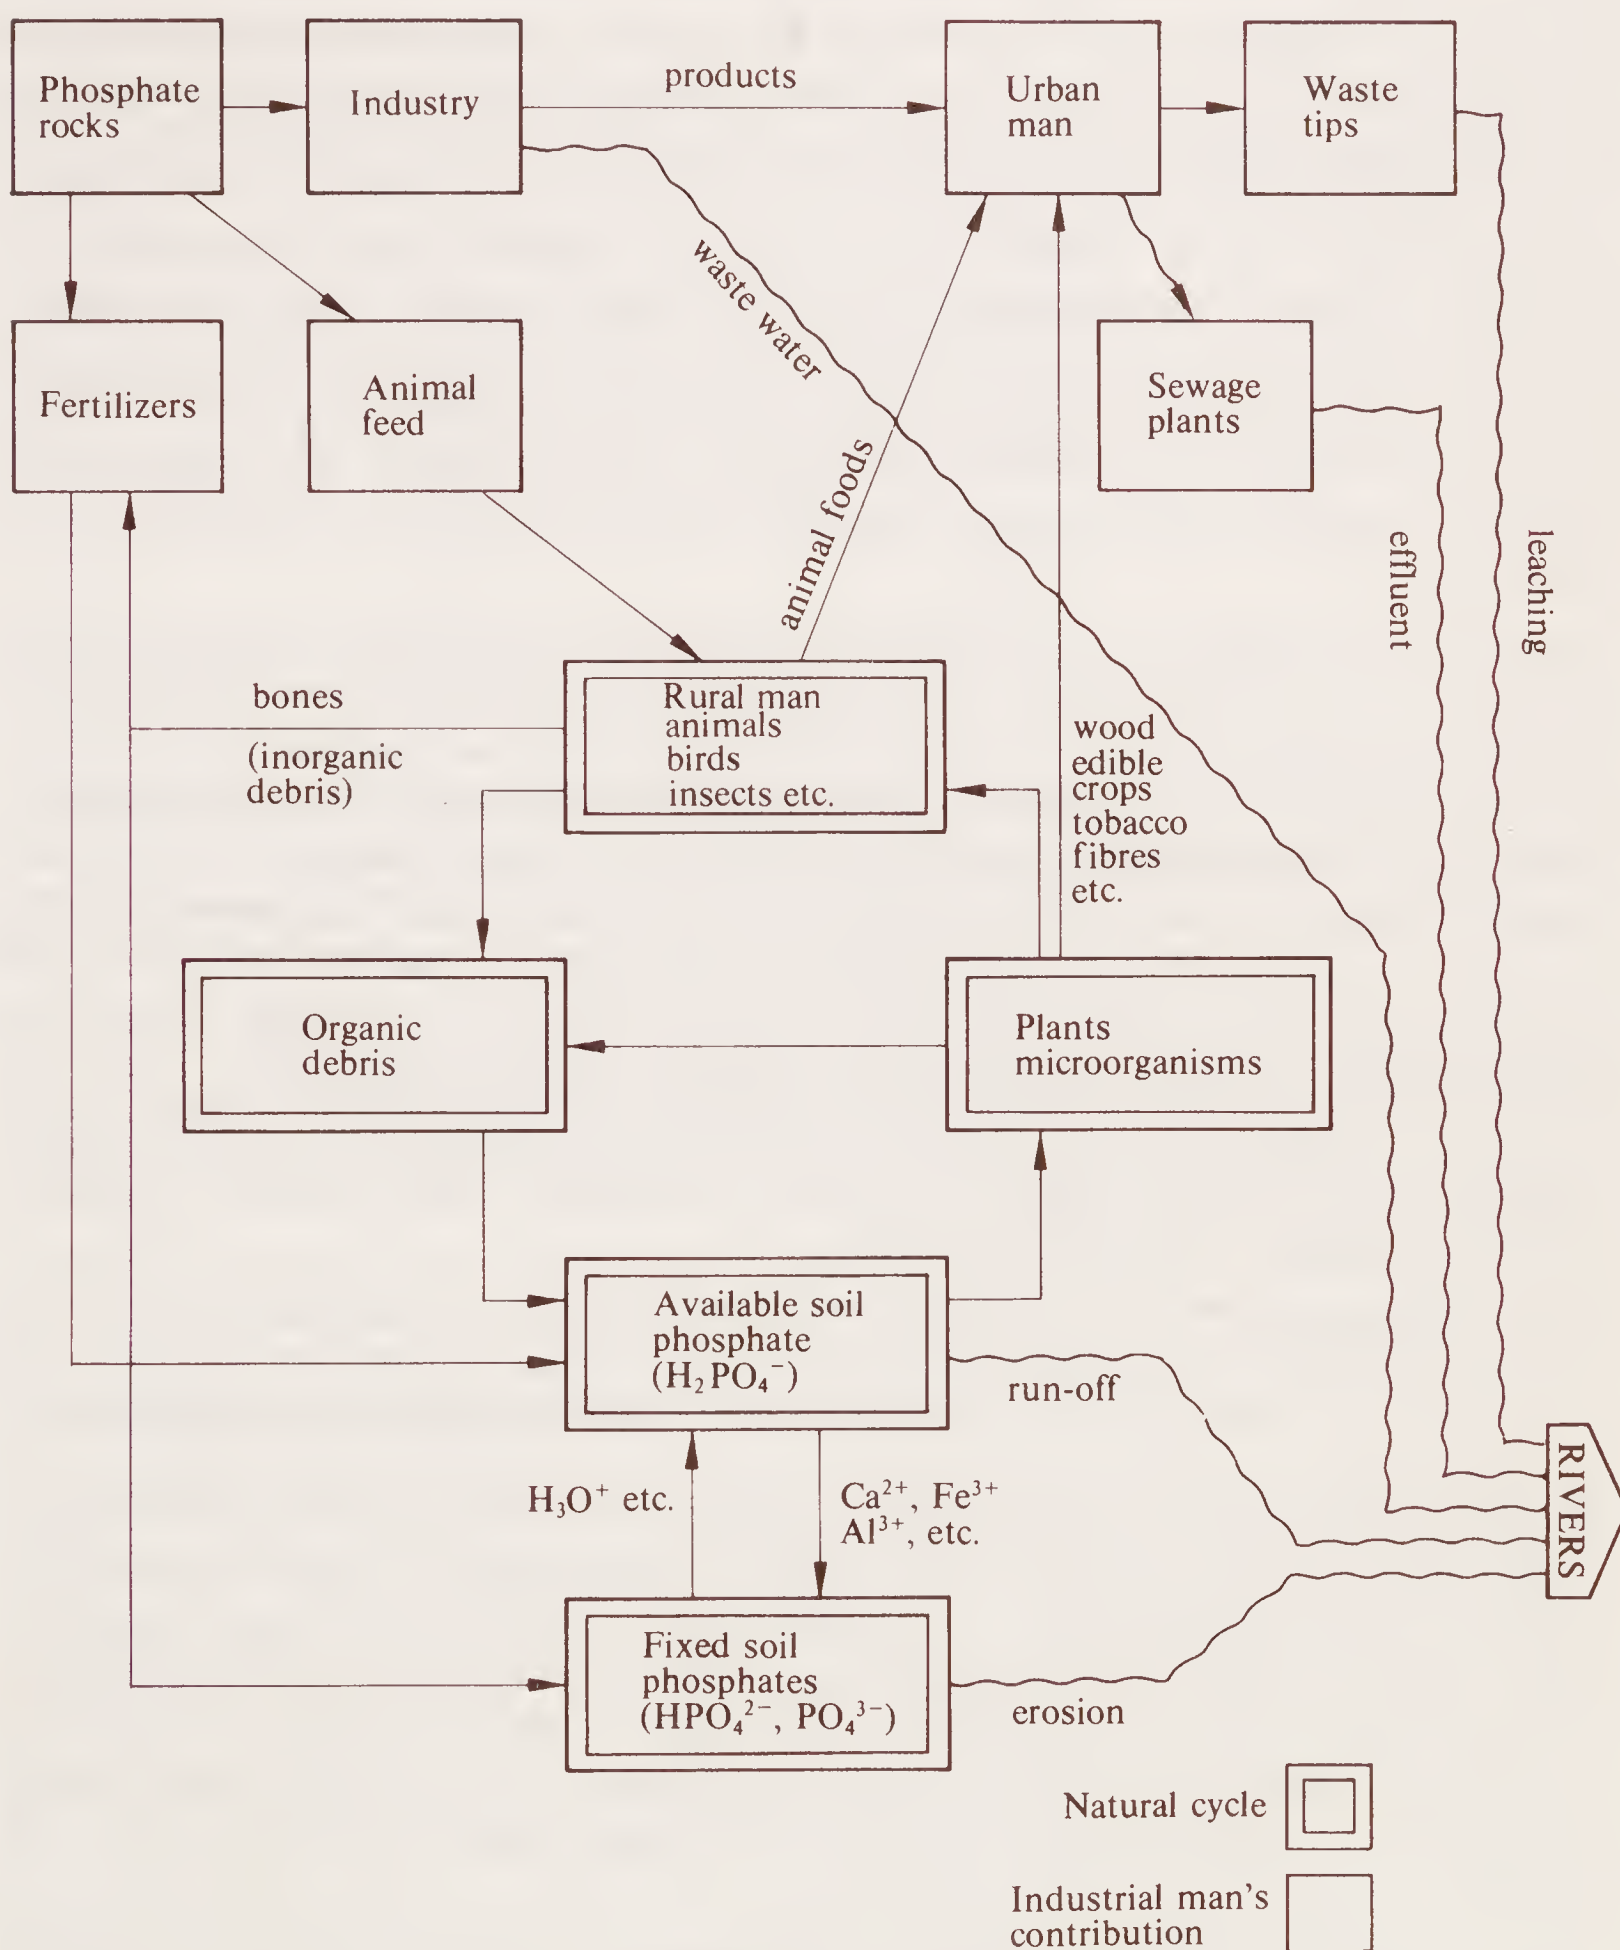 Phosphate
rocks
Industry
products
Urban
man
Waste
tips
waste water
Fertilizers
Animal
feed
animal foods
Sewage
plants
effluent
leaching
bones
(inorganic
debris)
Rural man
animals
birds
insects etc.
wood
edible
crops
tobacco
fibres
etc.
Organic
debris
Plants
microorganisms
Available soil
phosphate
(H₂PO₄⁻)
run-off
H₃O⁺ etc.
Ca²⁺, Fe³⁺
Al³⁺, etc.
RIVERS
Fixed soil
phosphates
(HPO₄²⁻, PO₄³⁻)
erosion
Natural cycle
Industrial man's
contribution